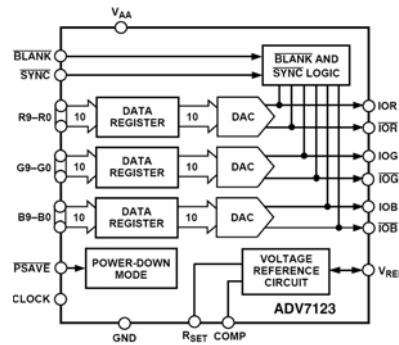 VAA
BLANK
SYNC
BLANK AND
SYNC LOGIC
R9–R0
10
DATA
REGISTER
10
DAC
IOR
IOR
G9–G0
10
DATA
REGISTER
10
DAC
IOG
IOG
B9–B0
10
DATA
REGISTER
10
DAC
IOB
IOB
PSAVE
POWER-DOWN
MODE
VOLTAGE
REFERENCE
CIRCUIT
CLOCK
ADV7123
GND
RSET
COMP